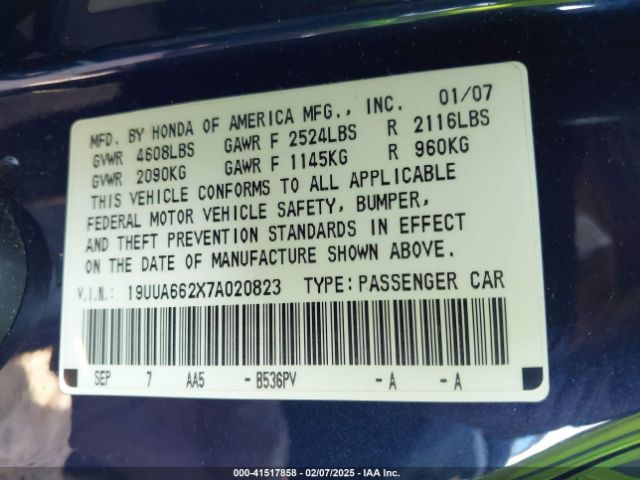 MFD. BY HONDA OF AMERICA MFG., INC. 01/07
GVWR 4608LBS GAWR F 2524LBS R 2116LBS
GVWR 2090KG GAWR F 1145KG R 960KG
THIS VEHICLE CONFORMS TO ALL APPLICABLE
FEDERAL MOTOR VEHICLE SAFETY, BUMPER,
AND THEFT PREVENTION STANDARDS IN EFFECT
ON THE DATE OF MANUFACTURE SHOWN ABOVE.
V.I.N.: 19UUA662X7A020823 TYPE:PASSENGER CAR
SEP 7 AA5 -B536PV -A -A
000-41517858 - 02/07/2025 - IAA Inc.